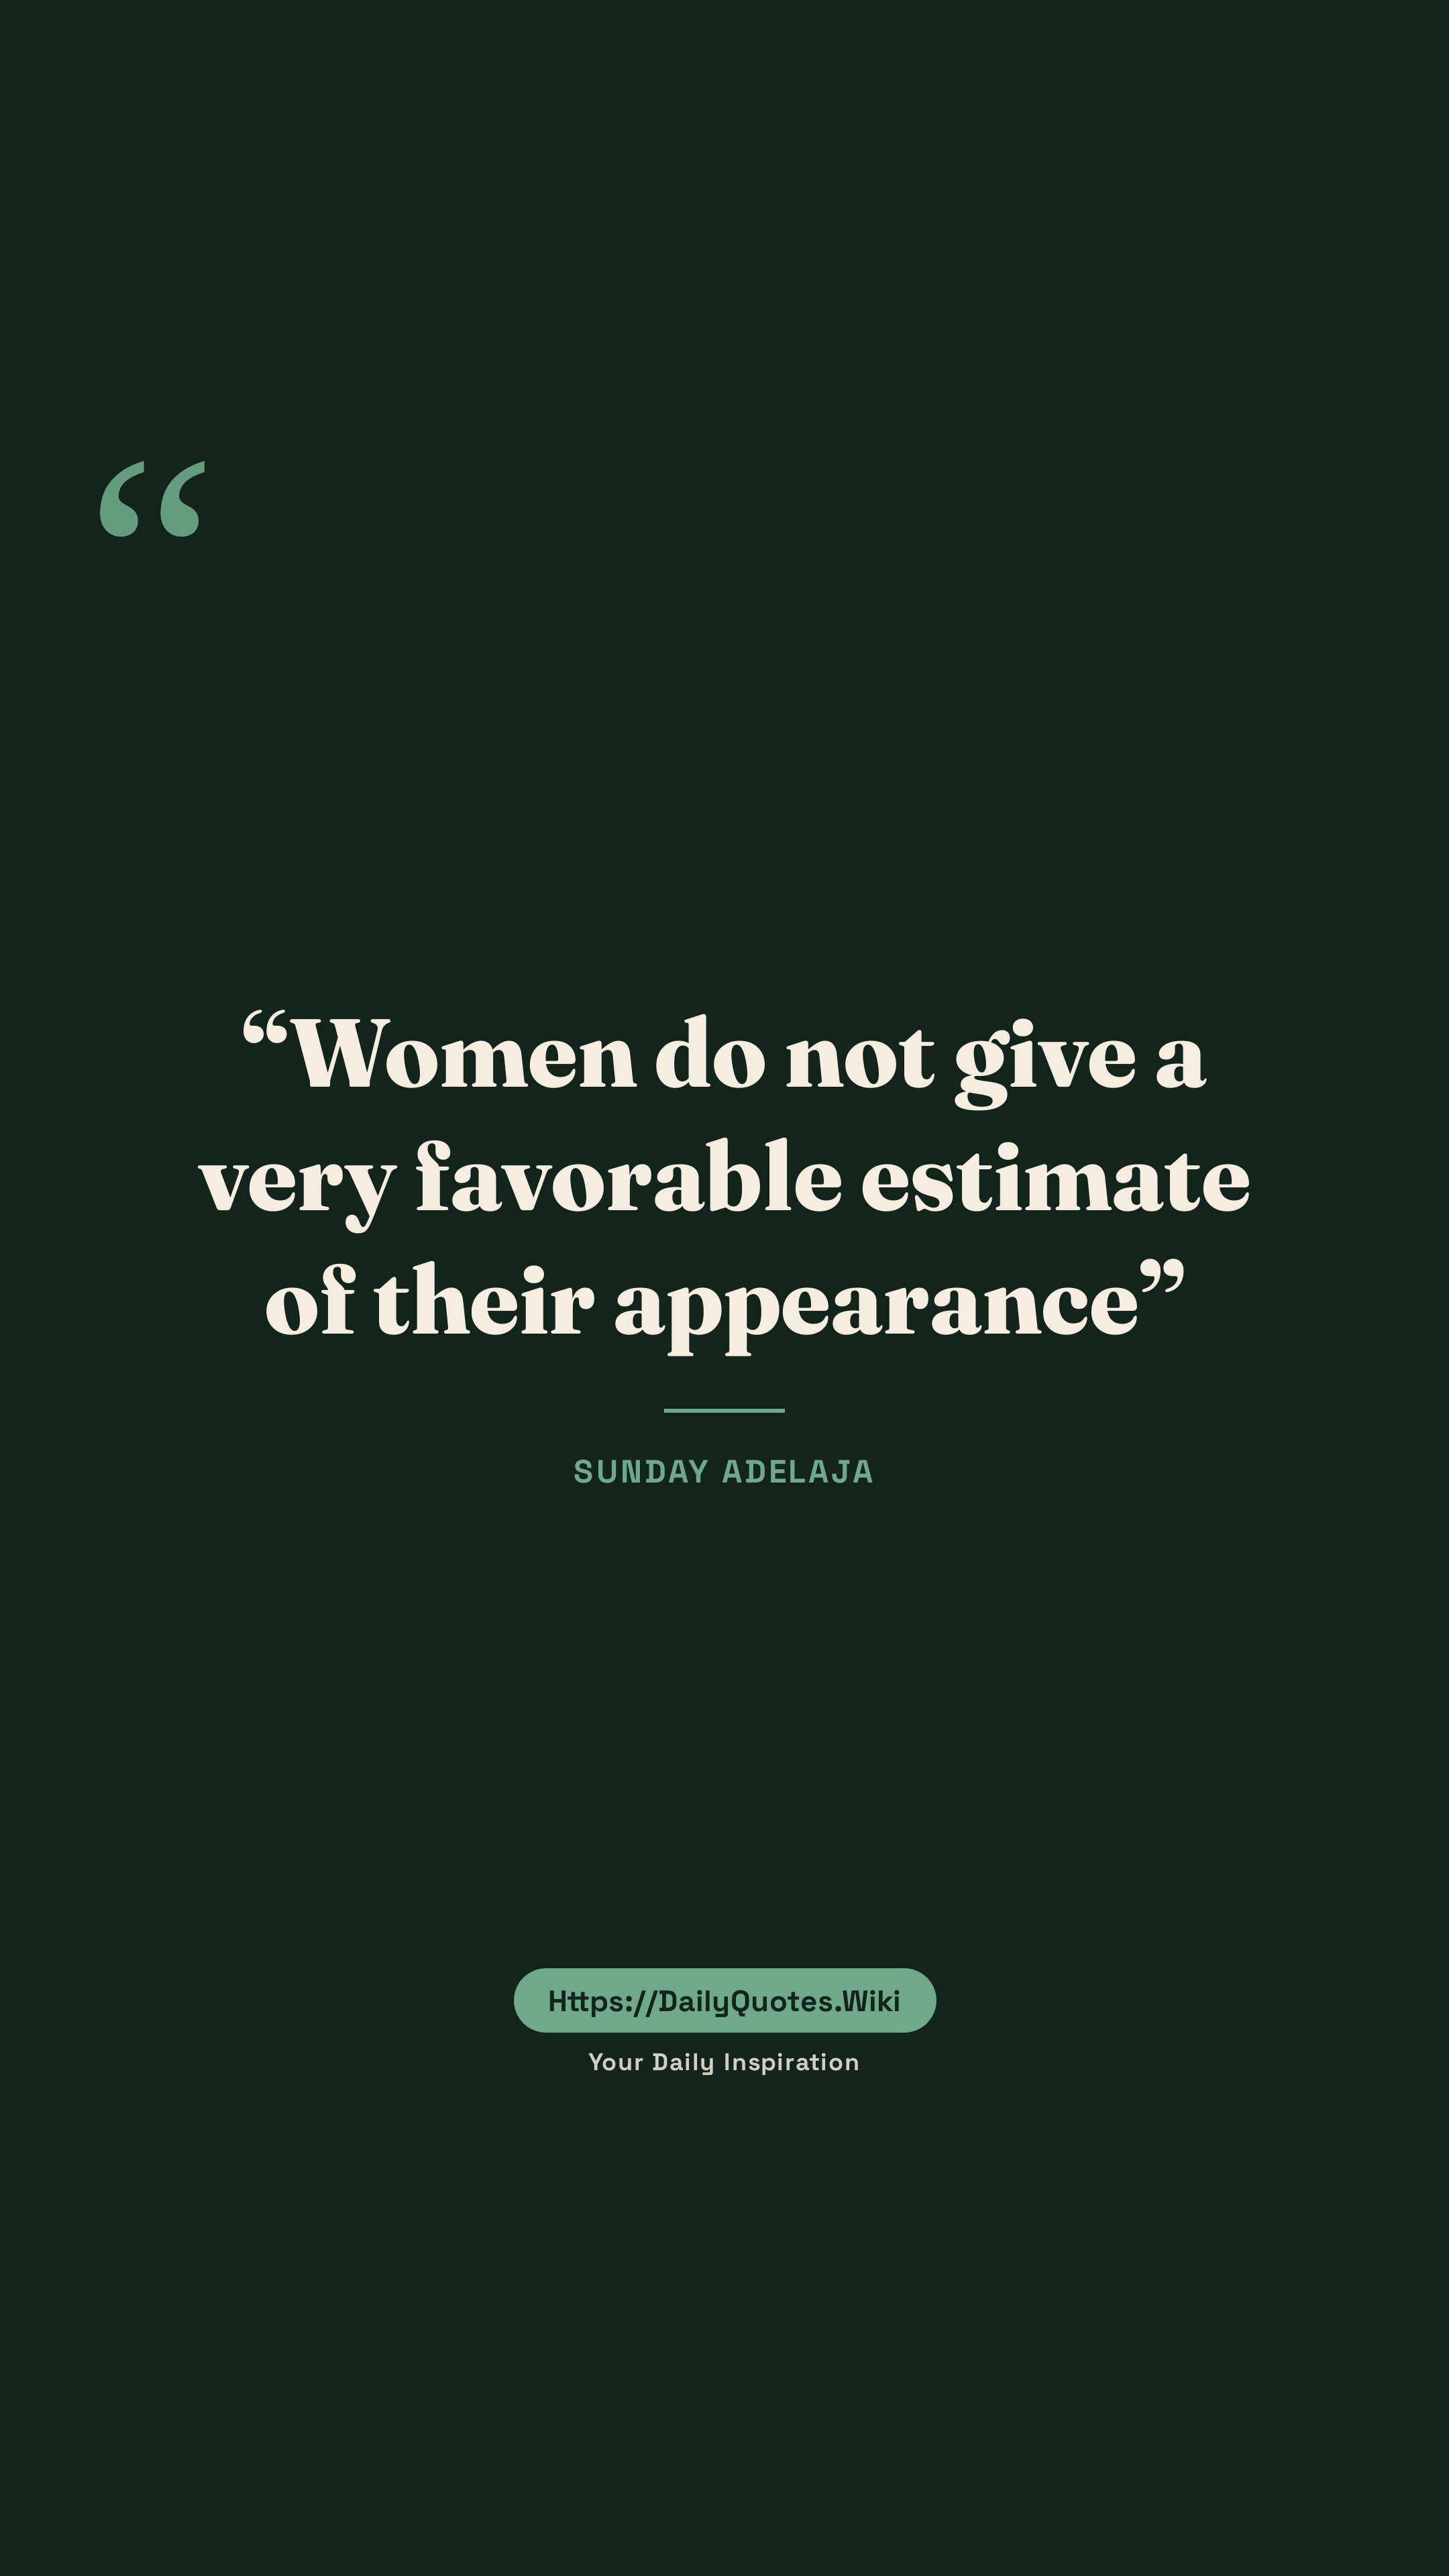 “
“Women do not give a
very favorable estimate
of their appearance”
SUNDAY ADELAJA
Https://DailyQuotes.Wiki
Your Daily Inspiration